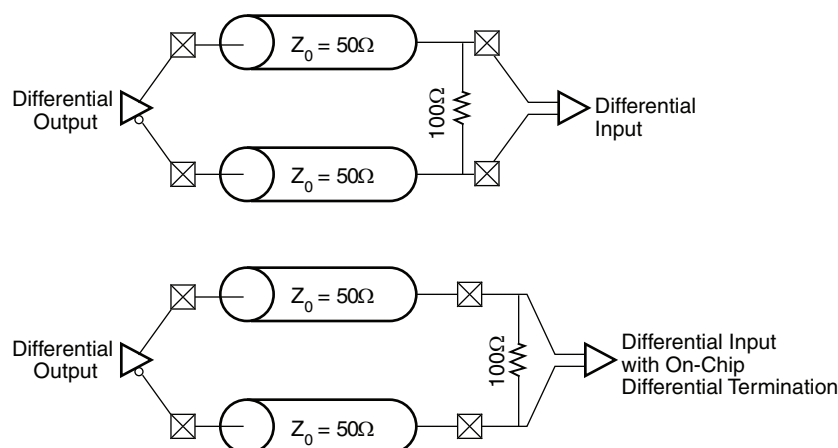 Z0 = 50Ω
Differential
Output
100Ω
Differential
Input
Z0 = 50Ω
Z0 = 50Ω
Differential
Output
100Ω
Differential Input
with On-Chip
Differential Termination
Z0 = 50Ω